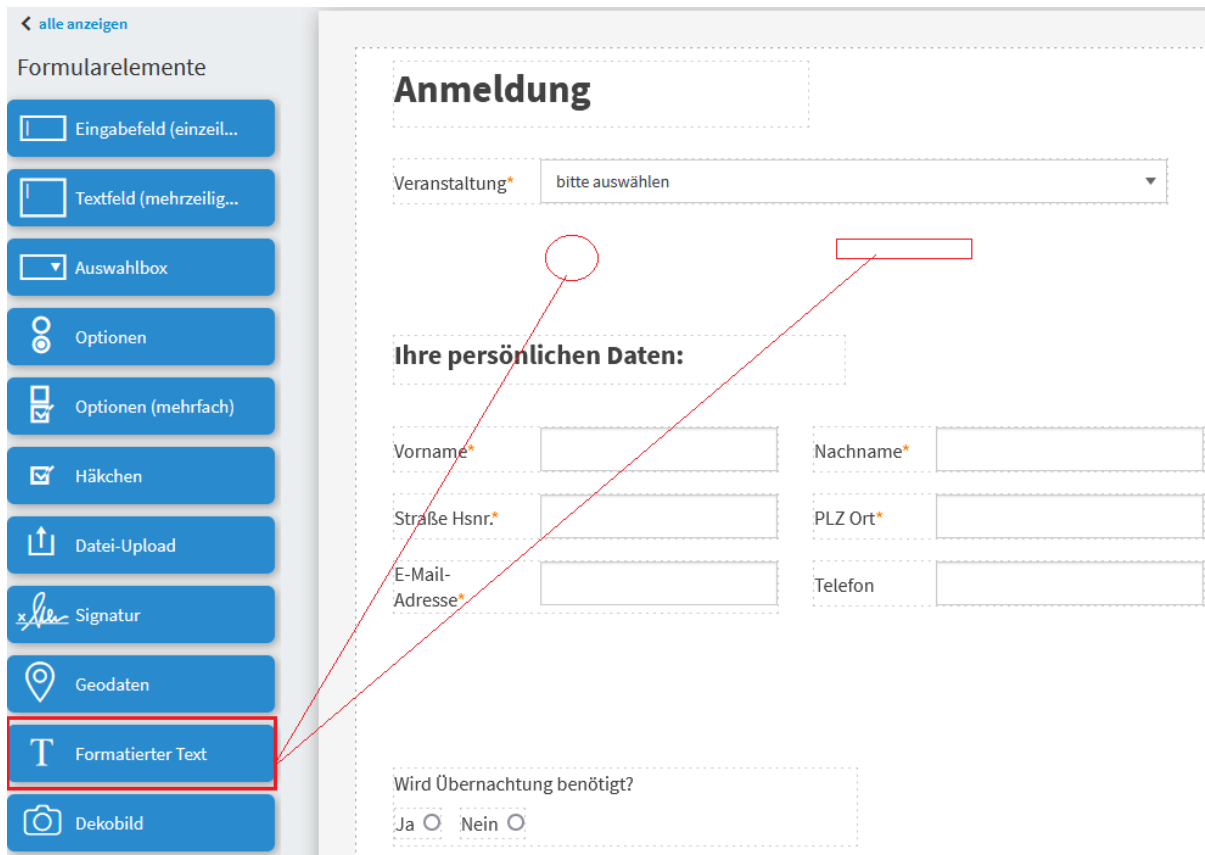 alle anzeigen
Formularelemente
Eingabefeld (einzeil...
Textfeld (mehrzeilig...
Auswahlbox
Optionen
Optionen (mehrfach)
Häkchen
Datei-Upload
Signatur
Geodaten
Formatierter Text
Dekobild
Anmeldung
Veranstaltung* bitte auswählen
Ihre persönlichen Daten:
Vorname* Nachname*
Straße Hsnr.* PLZ Ort*
E-Mail-
Adresse* Telefon
Wird Übernachtung benötigt?
Ja Nein